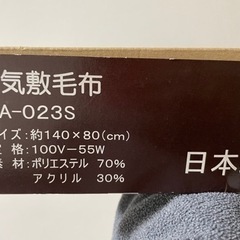 気敷毛布
A-023S
イズ：約140×80(cm)
格：100V-55W
材：ポリエステル 70%
アクリル 30%
日本